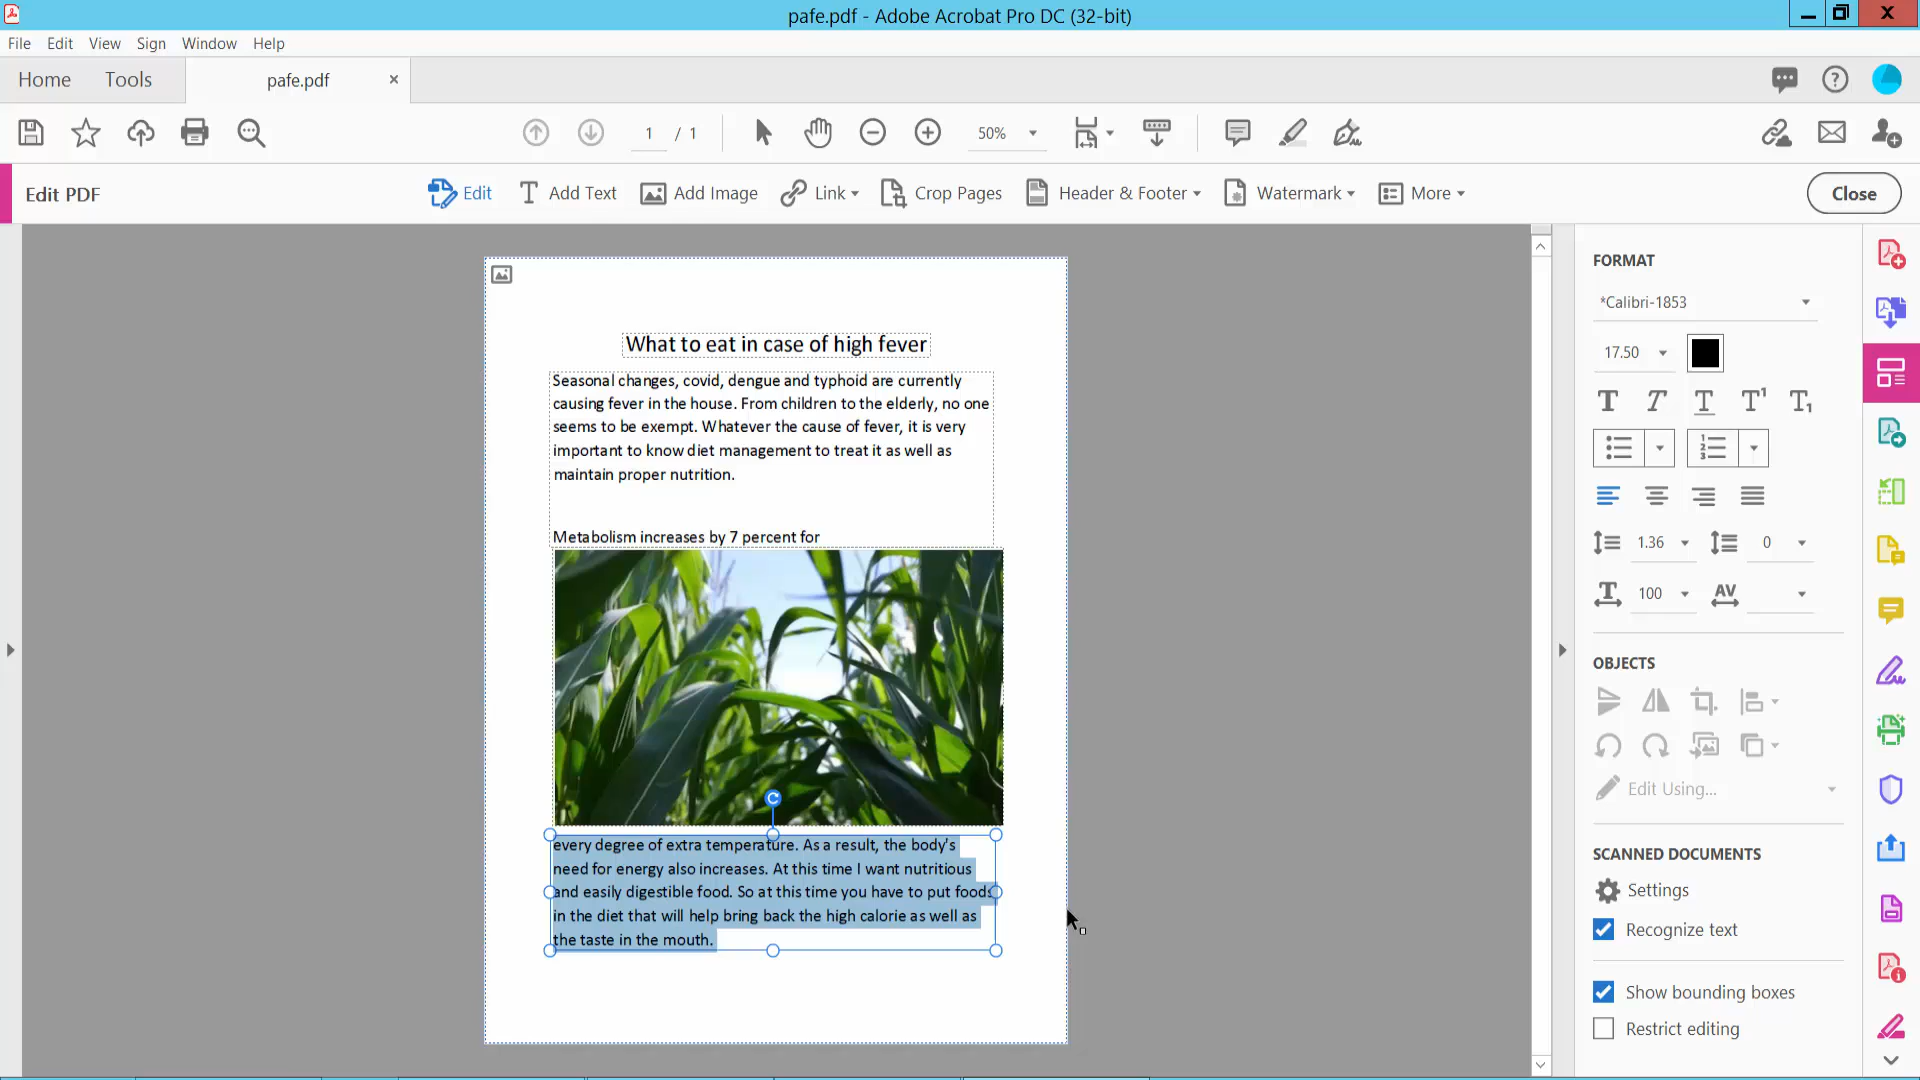 pafe.pdf - Adobe Acrobat Pro DC (32-bit)
File Edit View Sign Window Help
Home Tools pafe.pdf
1 / 1 50%
Edit PDF Edit Add Text Add Image Link Crop Pages Header & Footer Watermark More Close
What to eat in case of high fever
Seasonal changes, covid, dengue and typhoid are currently
causing fever in the house. From children to the elderly, no one
seems to be exempt. Whatever the cause of fever, it is very
important to know diet management to treat it as well as
maintain proper nutrition.
Metabolism increases by 7 percent for
every degree of extra temperature. As a result, the body's
need for energy also increases. At this time I want nutritious
and easily digestible food. So at this time you have to put foods
in the diet that will help bring back the high calorie as well as
the taste in the mouth.
FORMAT
*Calibri-1853
17.50
1.36 0
100 AV
OBJECTS
Edit Using...
SCANNED DOCUMENTS
Settings
Recognize text
Show bounding boxes
Restrict editing